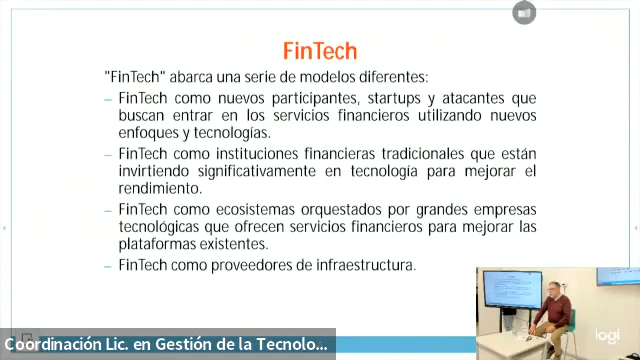 FinTech
"FinTech" abarca una serie de modelos diferentes:
– FinTech como nuevos participantes, startups y atacantes que
buscan entrar en los servicios financieros utilizando nuevos
enfoques y tecnologías.
– FinTech como instituciones financieras tradicionales que están
invirtiendo significativamente en tecnología para mejorar el
rendimiento.
– FinTech como ecosistemas orquestados por grandes empresas
tecnológicas que ofrecen servicios financieros para mejorar las
plataformas existentes.
– FinTech como proveedores de infraestructura.
logi
Coordinación Lic. en Gestión de la Tecnolo...